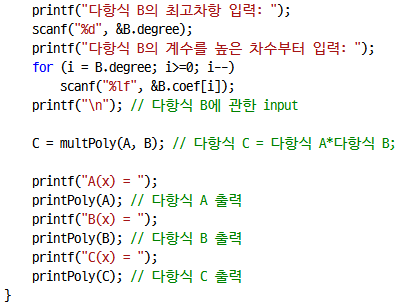 printf("다항식 B의 최고차항 입력: ");
scanf("%d", &B.degree);
printf("다항식 B의 계수를 높은 차수부터 입력: ");
for (i = B.degree; i>=0; i--)
scanf("%lf", &B.coef[i]);
printf("\n"); // 다항식 B에 관한 input
C = multPoly(A, B); // 다항식 C = 다항식 A*다항식 B;
printf("A(x) = ");
printPoly(A); // 다항식 A 출력
printf("B(x) = ");
printPoly(B); // 다항식 B 출력
printf("C(x) = ");
printPoly(C); // 다항식 C 출력
}